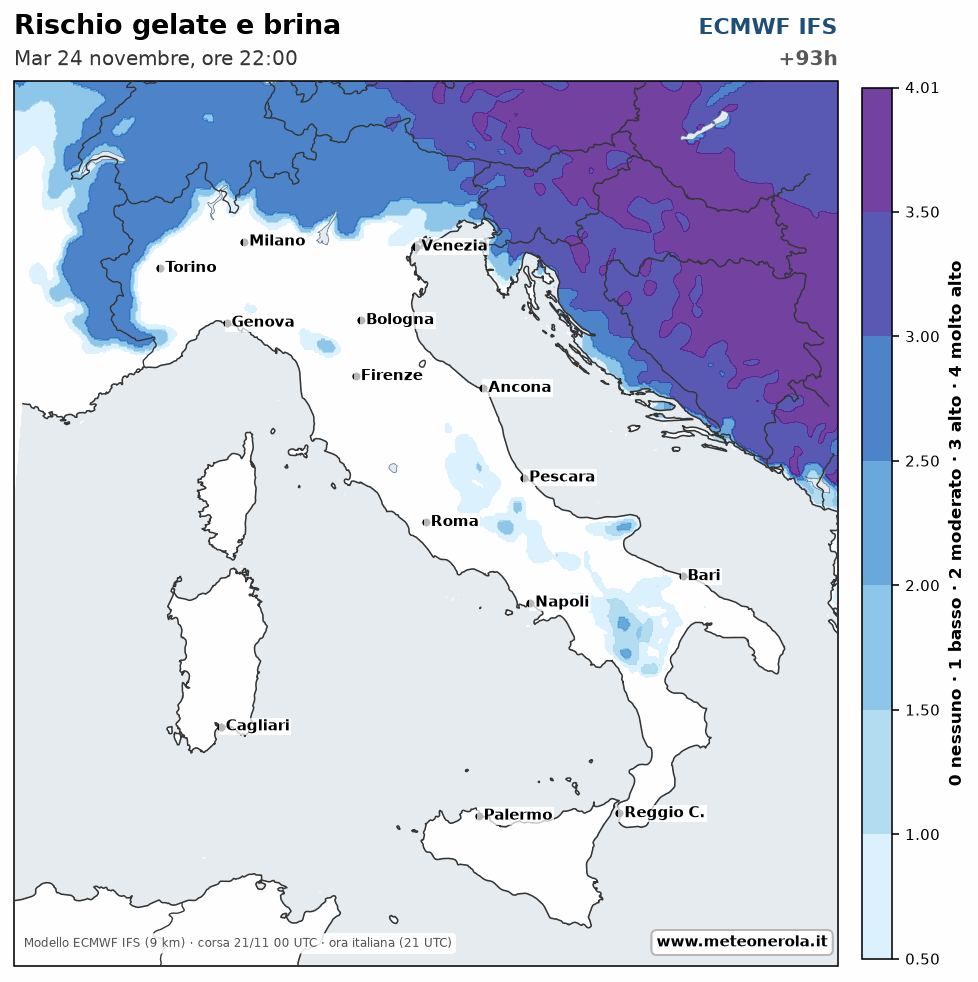 Rischio gelate e brina
ECMWF IFS
Mar 24 novembre, ore 22:00
+93h
Milano
Venezia
Torino
Genova
Bologna
Firenze
Ancona
Pescara
Roma
Bari
Napoli
Cagliari
Palermo
Reggio C.
Modello ECMWF IFS (9 km) · corsa 21/11 00 UTC · ora italiana (21 UTC)
www.meteonerola.it
4.01
3.50
3.00
2.50
2.00
1.50
1.00
0.50
0 nessuno · 1 basso · 2 moderato · 3 alto · 4 molto alto